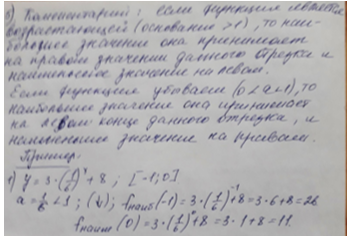 3) Комментарий: если функция является
возрастающей (основание >1), то наи-
большее значение она принимает
на правом значении данного отрезка и
наименьшее значение на левом.
Если функция убывает (0<a<1), то
наибольшее значение она принимает
на левом конце данного отрезка, и
наименьшее значение на правом.
Пример.
1) y = 3·(1/6)^x + 8 ; [-1; 0]
a = 1/6 < 1 ; (↓) ; f наиб (-1) = 3·(1/6)^-1 + 8 = 3·6+8 = 26
f наим (0) = 3·(1/6)^0 + 8 = 3·1+8 = 11.